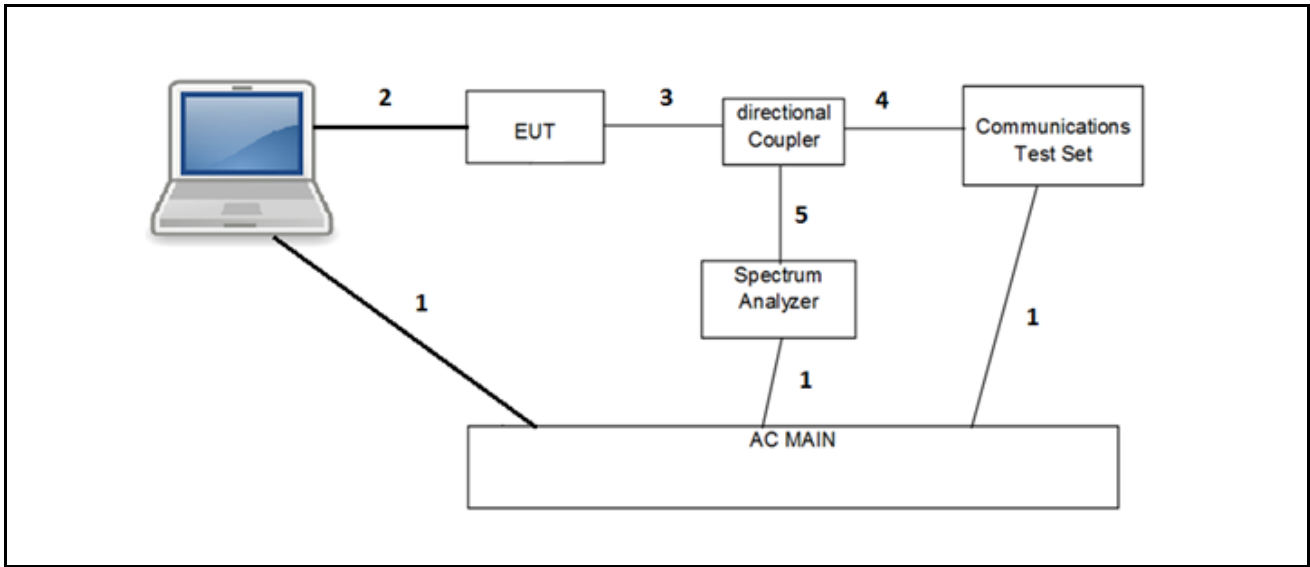 2
EUT
3
directional
Coupler
4
Communications
Test Set
5
Spectrum
Analyzer
1
1
1
AC MAIN